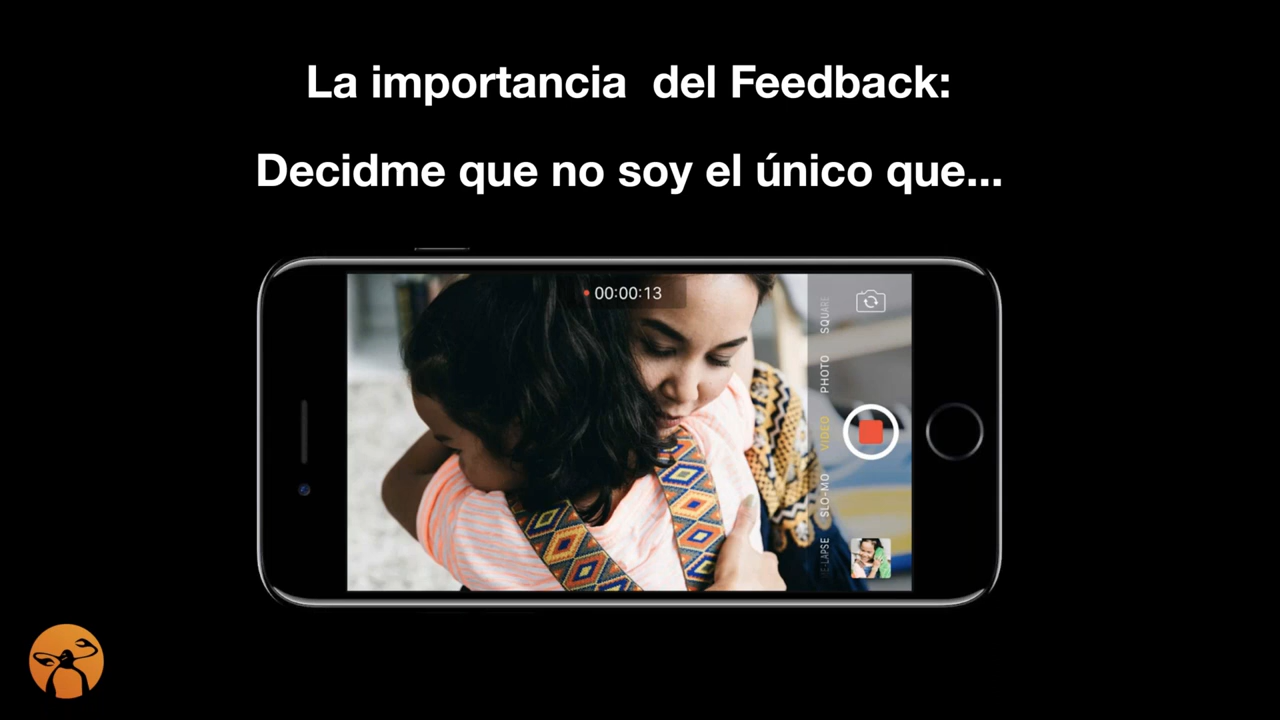 La importancia  del Feedback:
Decidme que no soy el único que...
00:00:13
SQUARE
PHOTO
VIDEO
SLO-MO
E-LAPSE